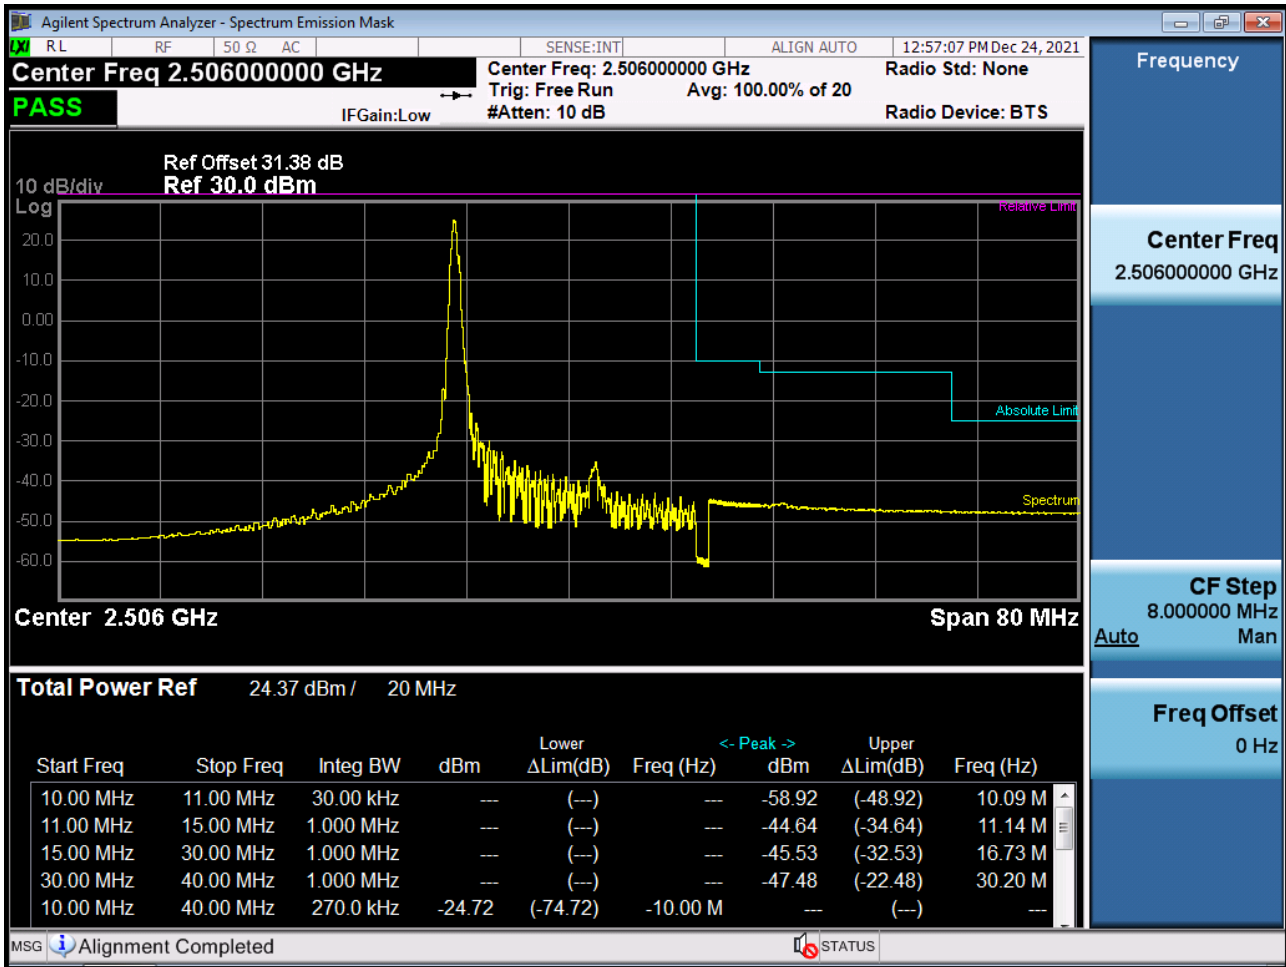 Agilent Spectrum Analyzer - Spectrum Emission Mask
LXI RL RF 50 Ω AC SENSE:INT ALIGN AUTO 12:57:07 PM Dec 24, 2021
Center Freq 2.506000000 GHz
Center Freq: 2.506000000 GHz Radio Std: None
Trig: Free Run Avg: 100.00% of 20
PASS IFGain:Low #Atten: 10 dB Radio Device: BTS
Ref Offset 31.38 dB
10 dB/div Ref 30.0 dBm
Log
Relative Limit
20.0
10.0
0.00
-10.0
-20.0
Absolute Limit
-30.0
-40.0
Spectrum
-50.0
-60.0
Center 2.506 GHz Span 80 MHz
Total Power Ref 24.37 dBm / 20 MHz
Lower <- Peak -> Upper
Start Freq Stop Freq Integ BW dBm ΔLim(dB) Freq (Hz) dBm ΔLim(dB) Freq (Hz)
10.00 MHz 11.00 MHz 30.00 kHz --- (---) --- -58.92 (-48.92) 10.09 M
11.00 MHz 15.00 MHz 1.000 MHz --- (---) --- -44.64 (-34.64) 11.14 M
15.00 MHz 30.00 MHz 1.000 MHz --- (---) --- -45.53 (-32.53) 16.73 M
30.00 MHz 40.00 MHz 1.000 MHz --- (---) --- -47.48 (-22.48) 30.20 M
10.00 MHz 40.00 MHz 270.0 kHz -24.72 (-74.72) -10.00 M --- (---) ---
MSG Alignment Completed STATUS
Frequency
Center Freq
2.506000000 GHz
CF Step
8.000000 MHz
Auto Man
Freq Offset
0 Hz